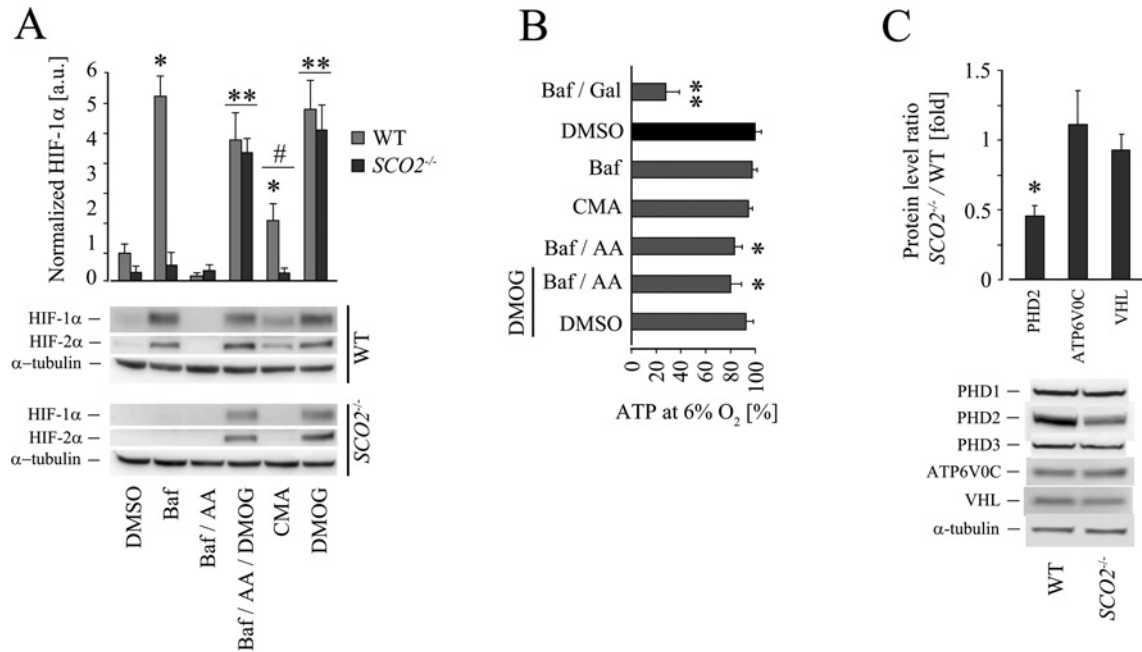 A
Normalized HIF-1α [a.u.]
6
5
4
3
2
1
0
*
**
#
*
**
WT
SCO2-/-
HIF-1α
HIF-2α
α-tubulin
WT
HIF-1α
HIF-2α
α-tubulin
SCO2-/-
DMSO
Baf
Baf / AA
Baf / AA / DMOG
CMA
DMOG
B
Baf / Gal
**
DMSO
Baf
CMA
Baf / AA
*
DMOG
Baf / AA
*
DMSO
0
20
40
60
80
100
ATP at 6% O2 [%]
C
Protein level ratio
SCO2-/- / WT [fold]
1.5
1
0.5
0
*
PHD2
ATP6V0C
VHL
PHD1
PHD2
PHD3
ATP6V0C
VHL
α-tubulin
WT
SCO2-/-